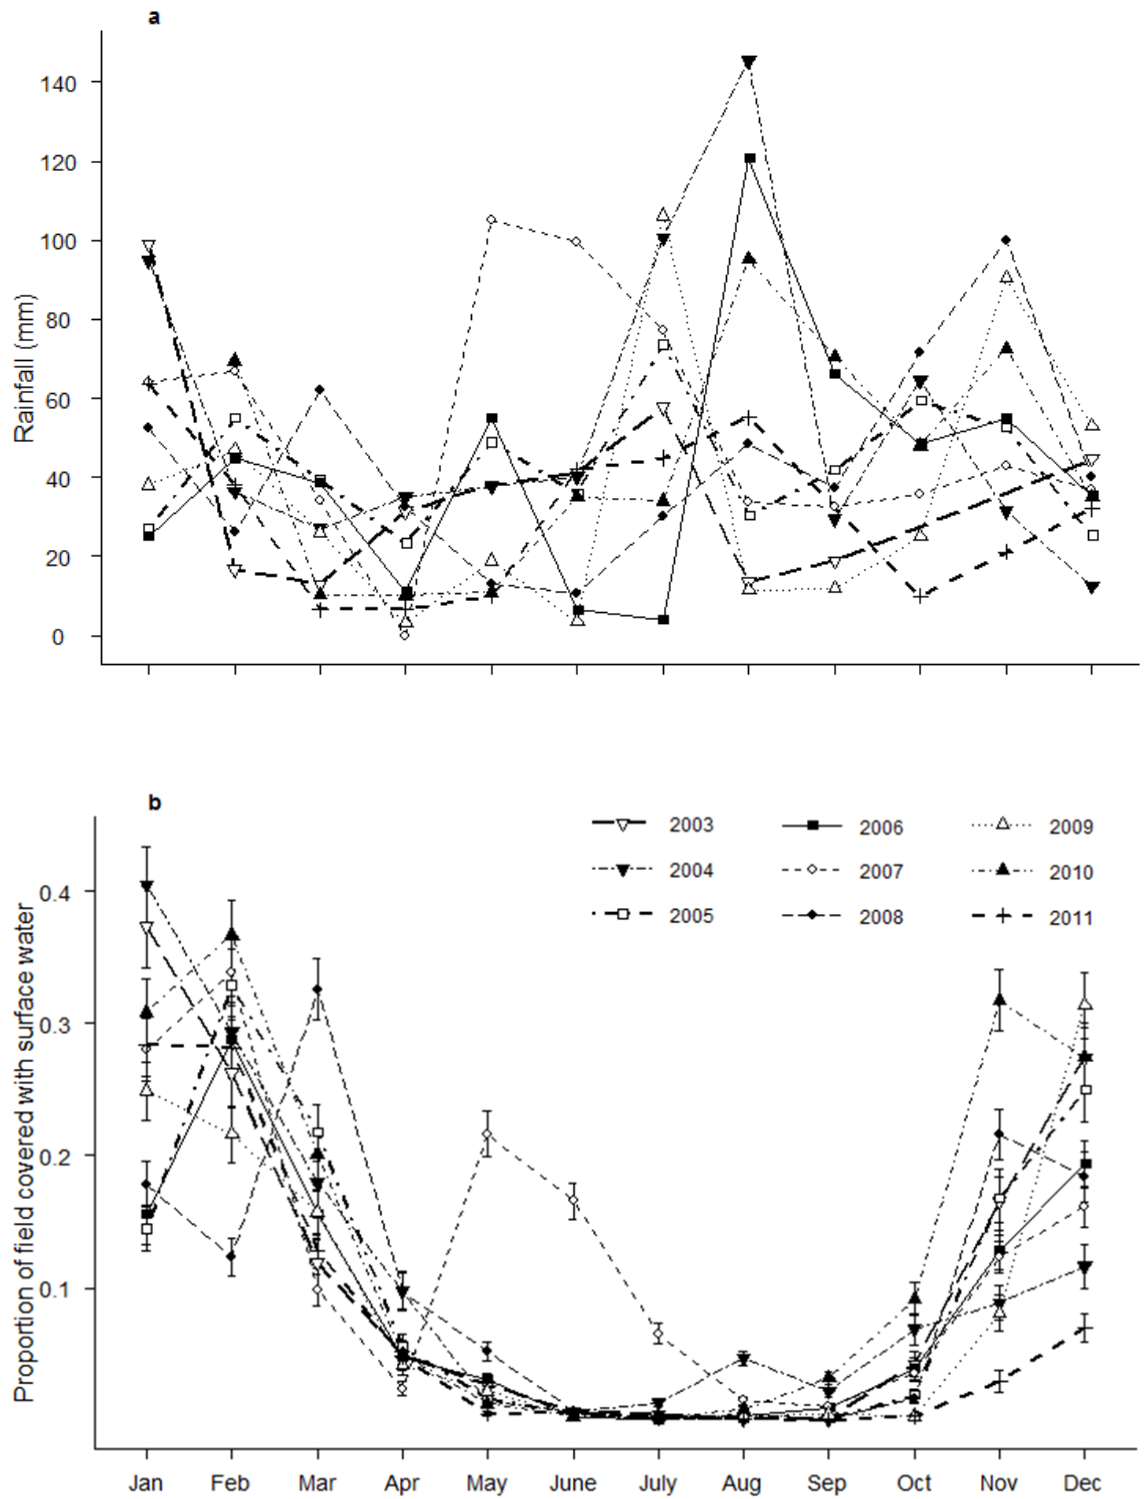 a
140
120
100
80
60
40
20
0
Rainfall (mm)
b
2003 2006 2009
2004 2007 2010
2005 2008 2011
0.4
0.3
0.2
0.1
Proportion of field covered with surface water
Jan Feb Mar Apr May June July Aug Sep Oct Nov Dec